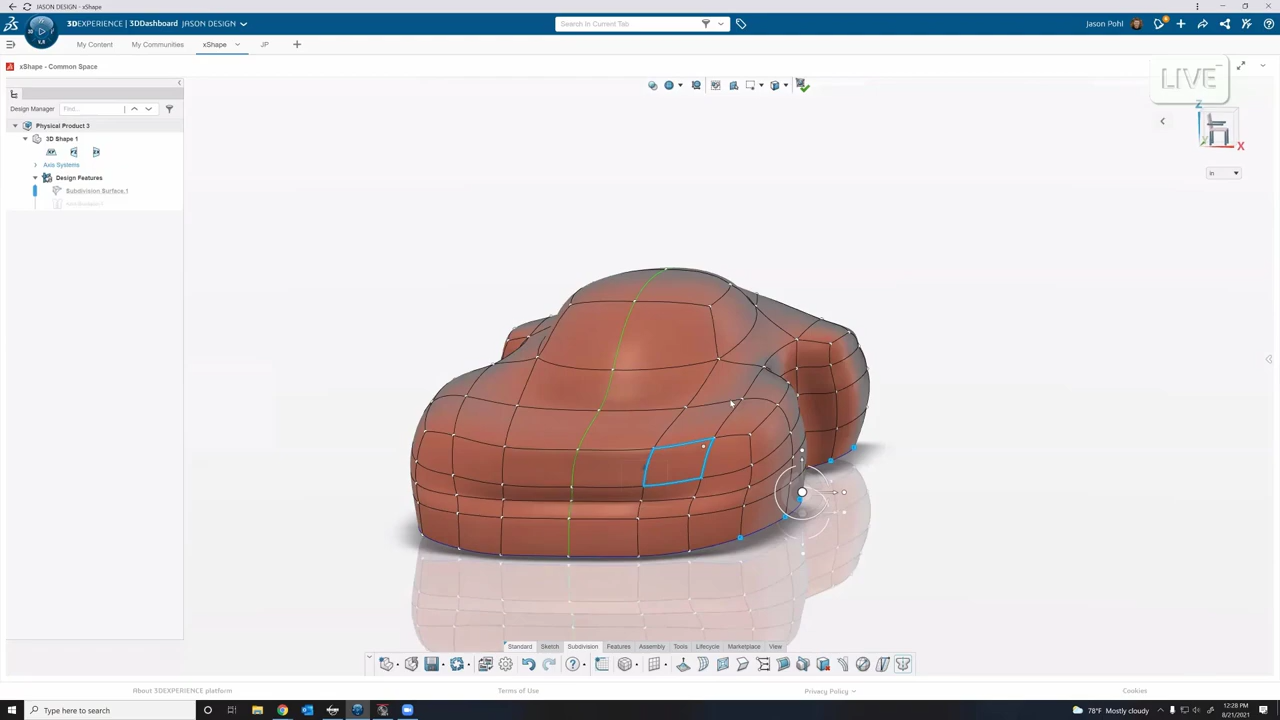 JASON DESIGN - xShape
3DEXPERIENCE | 3DDashboard JASON DESIGN
Search In Current Tab
Jason Pohl
My Content
My Communities
xShape
JP
xShape - Common Space
LIVE
Design Manager
Find...
Physical Product 3
3D Shape 1
Axis Systems
Design Features
Subdivision Surface.1
Z
X
Y
in
Standard
Sketch
Subdivision
Features
Assembly
Tools
Lifecycle
Marketplace
View
About 3DEXPERIENCE platform
Terms of Use
Privacy Policy
Cookies
Type here to search
78°F Mostly cloudy
12:28 PM
8/21/2021